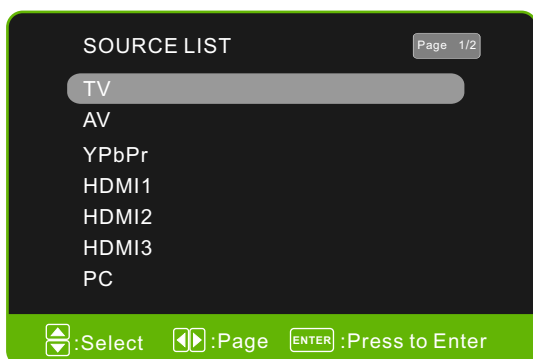 SOURCE LIST Page 1/2
TV
AV
YPbPr
HDMI1
HDMI2
HDMI3
PC
:Select :Page ENTER :Press to Enter